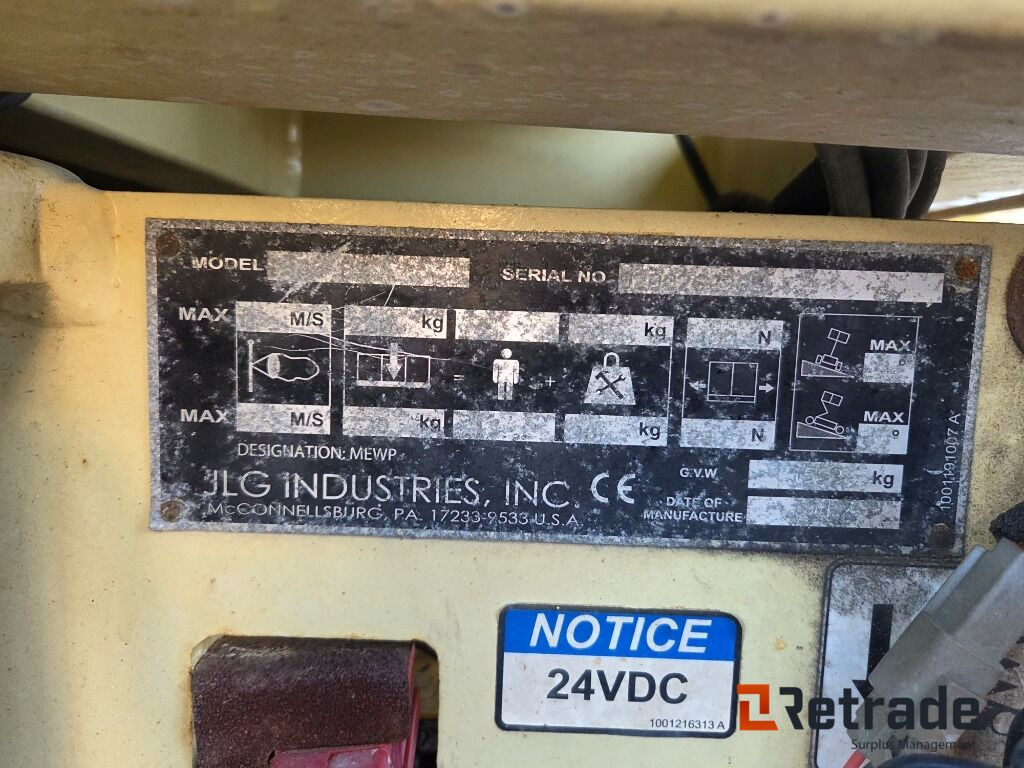 MODEL SERIAL NO
MAX M/S kg kg N
MAX °
= +
MAX M/S kg kg N
MAX °
DESIGNATION: MEWP
JLG INDUSTRIES, INC. CE
McCONNELLSBURG, PA. 17233-9533 U.S.A.
G.V.W. kg
DATE OF
MANUFACTURE
1001191007 A
NOTICE
24VDC
1001216313 A
Retrade
Surplus Management